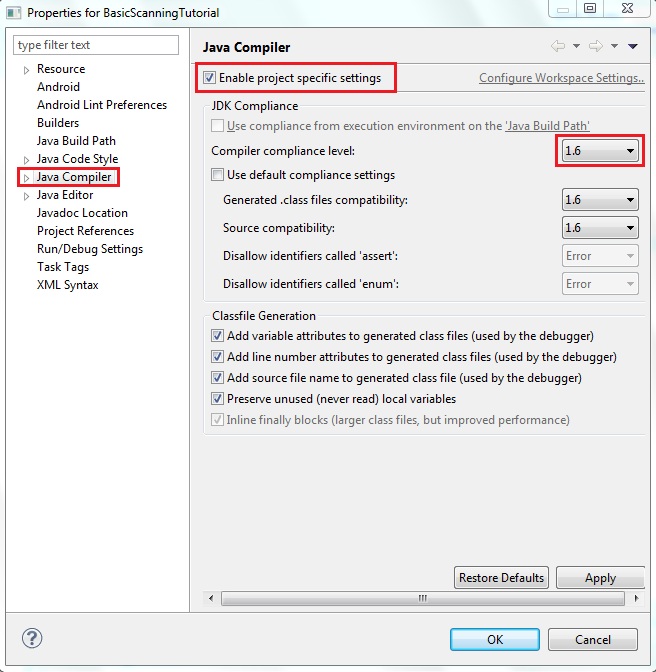 Properties for BasicScanningTutorial
type filter text
Resource
Android
Android Lint Preferences
Builders
Java Build Path
Java Code Style
Java Compiler
Java Editor
Javadoc Location
Project References
Run/Debug Settings
Task Tags
XML Syntax
Java Compiler
Enable project specific settings
Configure Workspace Settings..
JDK Compliance
Use compliance from execution environment on the 'Java Build Path'
Compiler compliance level: 1.6
Use default compliance settings
Generated .class files compatibility: 1.6
Source compatibility: 1.6
Disallow identifiers called 'assert': Error
Disallow identifiers called 'enum': Error
Classfile Generation
Add variable attributes to generated class files (used by the debugger)
Add line number attributes to generated class files (used by the debugger)
Add source file name to generated class file (used by the debugger)
Preserve unused (never read) local variables
Inline finally blocks (larger class files, but improved performance)
Restore Defaults Apply
? OK Cancel